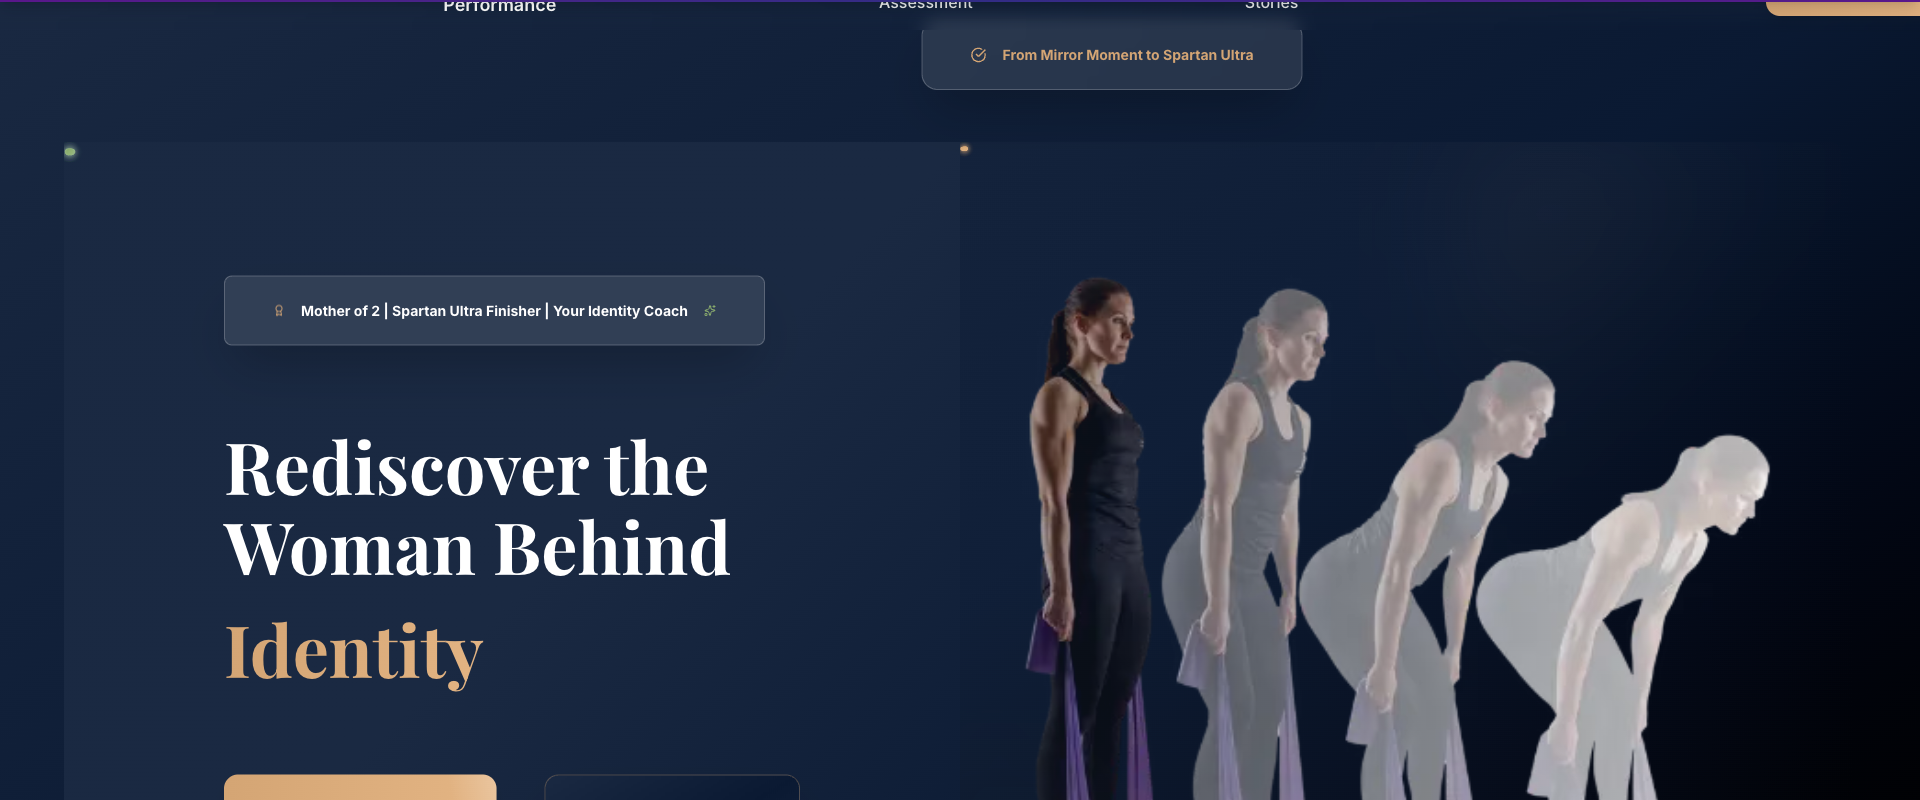 Performance
Assessment
Stories
From Mirror Moment to Spartan Ultra
Mother of 2 | Spartan Ultra Finisher | Your Identity Coach
Rediscover the
Woman Behind
Identity